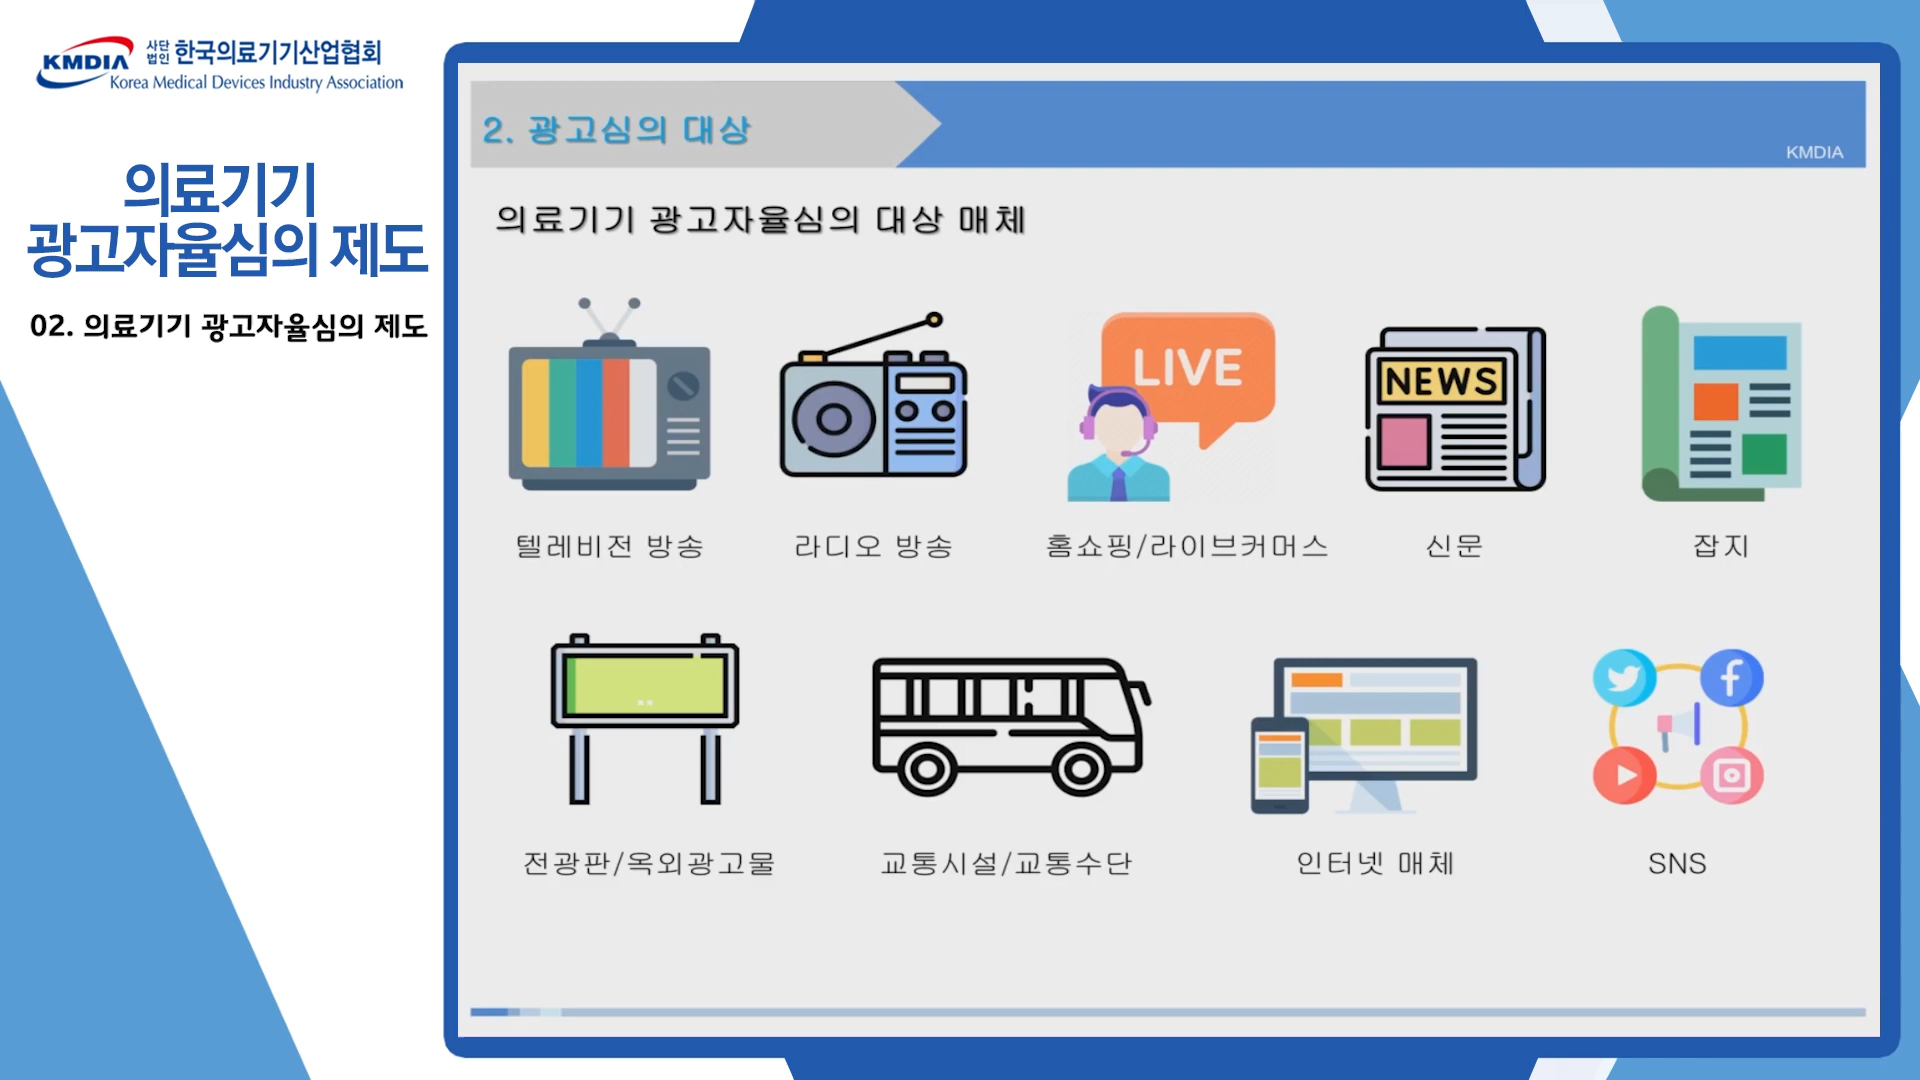 KMDIA 사단법인 한국의료기기산업협회
Korea Medical Devices Industry Association
의료기기
광고자율심의 제도
02. 의료기기 광고자율심의 제도
2. 광고심의 대상
KMDIA
의료기기 광고자율심의 대상 매체
LIVE
NEWS
텔레비전 방송
라디오 방송
홈쇼핑/라이브커머스
신문
잡지
전광판/옥외광고물
교통시설/교통수단
인터넷 매체
SNS